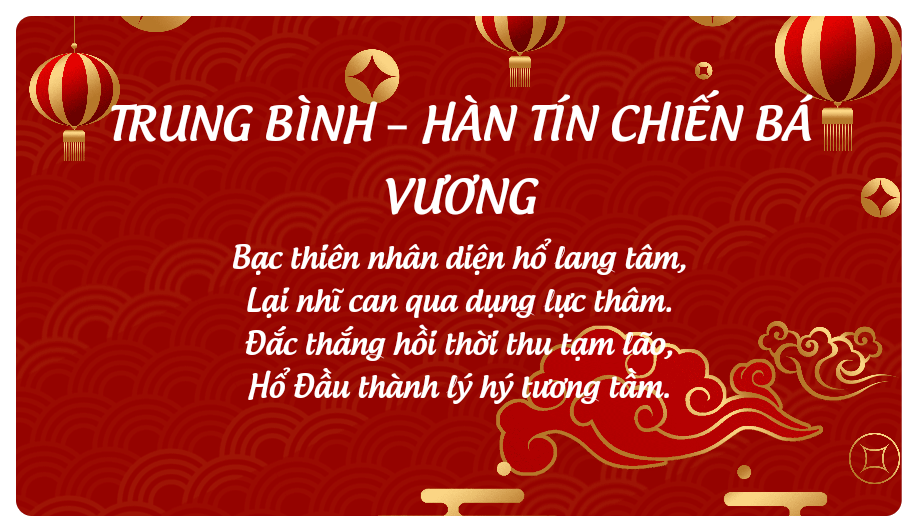 TRUNG BÌNH – HÀN TÍN CHIẾN BÁ
VƯƠNG
Bạc thiên nhân diện hổ lang tâm,
Lại nhĩ can qua dụng lực thâm.
Đắc thắng hồi thời thu tạm lão,
Hổ Đầu thành lý hý tương tầm.